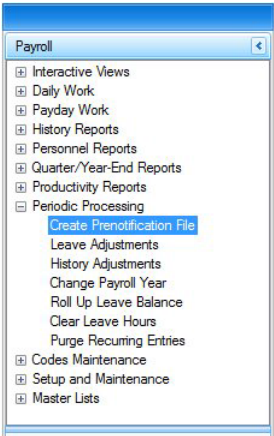 Payroll
Interactive Views
Daily Work
Payday Work
History Reports
Personnel Reports
Quarter/Year-End Reports
Productivity Reports
Periodic Processing
Create Prenotification File
Leave Adjustments
History Adjustments
Change Payroll Year
Roll Up Leave Balance
Clear Leave Hours
Purge Recurring Entries
Codes Maintenance
Setup and Maintenance
Master Lists